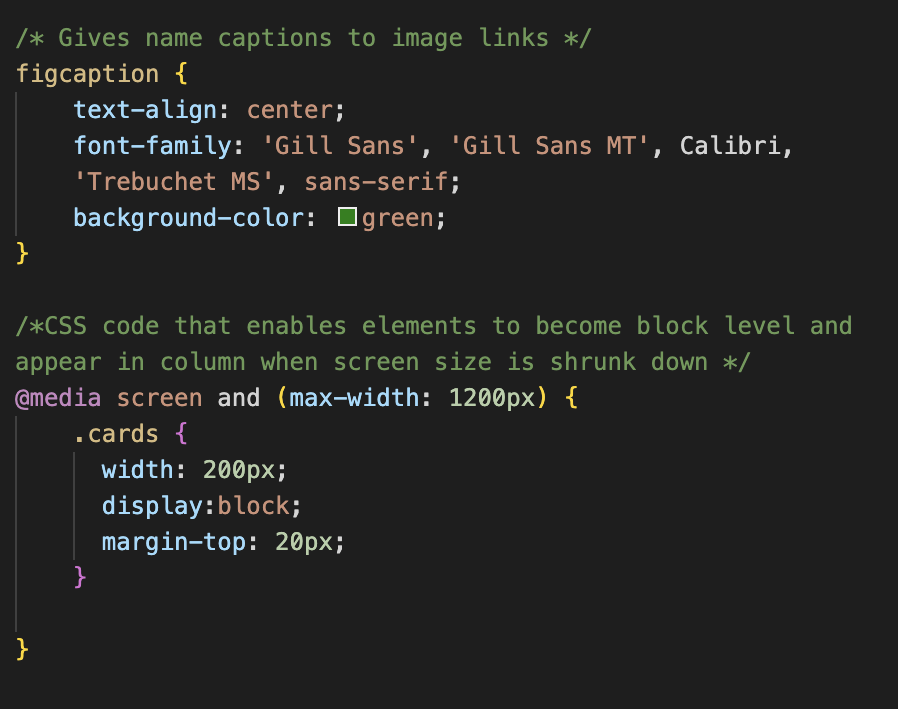 /* Gives name captions to image links */
figcaption {
    text-align: center;
    font-family: 'Gill Sans', 'Gill Sans MT', Calibri,
    'Trebuchet MS', sans-serif;
    background-color: green;
}
/*CSS code that enables elements to become block level and
appear in column when screen size is shrunk down */
@media screen and (max-width: 1200px) {
    .cards {
      width: 200px;
      display:block;
      margin-top: 20px;
    }
}